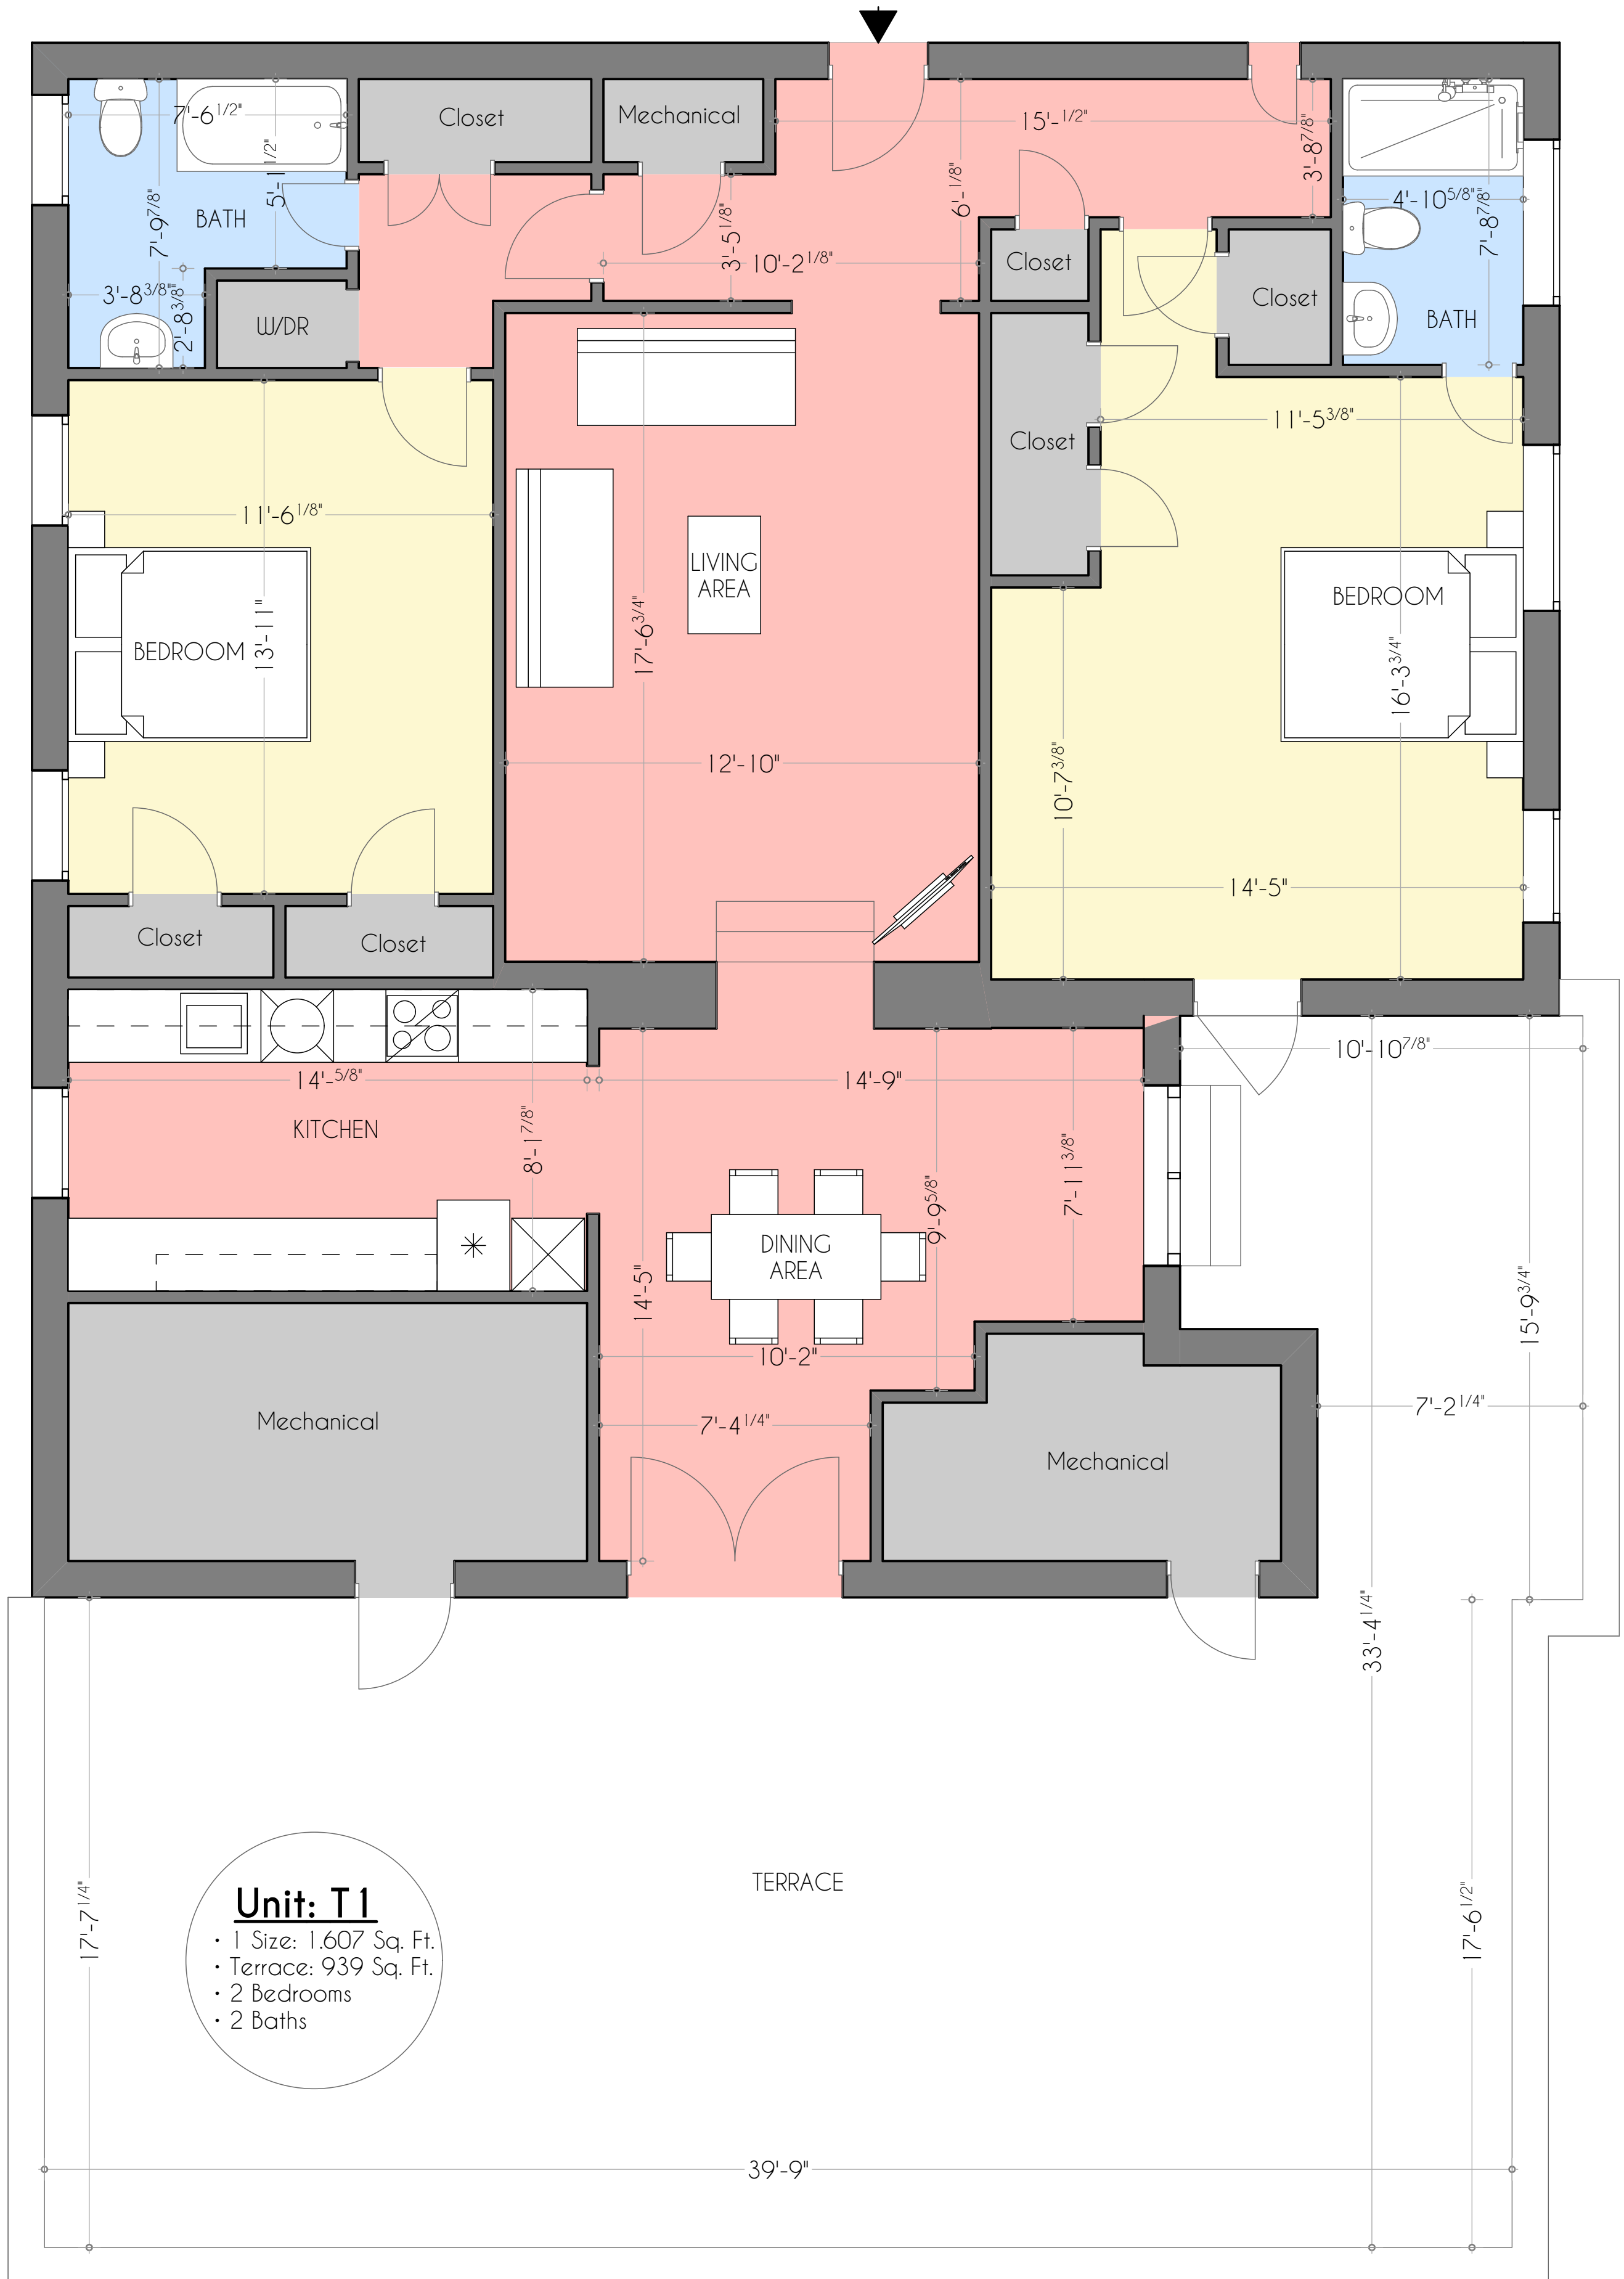 Closet
Mechanical
7'-6 1/2"
15'-1/2"
5'-1 1/2"
3'-8 7/8"
6'-1/8"
7'-9 7/8"
BATH
4'-10 5/8"
7'-8 7/8"
3'-5 1/8"
10'-2 1/8"
Closet
Closet
3'-8 3/8"
2'-8 3/8"
W/DR
BATH
11'-5 3/8"
Closet
11'-6 1/8"
LIVING
AREA
BEDROOM
13'-11"
17'-6 3/4"
BEDROOM
16'-3 3/4"
12'-10"
10'-7 3/8"
14'-5"
Closet
Closet
10'-10 7/8"
14'-5/8"
14'-9"
KITCHEN
8'-1 7/8"
7'-11 3/8"
9'-9 5/8"
DINING
AREA
14'-5"
15'-9 3/4"
10'-2"
7'-2 1/4"
Mechanical
7'-4 1/4"
Mechanical
33'-4 1/4"
TERRACE
Unit: T1
• 1 Size: 1.607 Sq. Ft.
• Terrace: 939 Sq. Ft.
• 2 Bedrooms
• 2 Baths
17'-7 1/4"
17'-6 1/2"
39'-9"